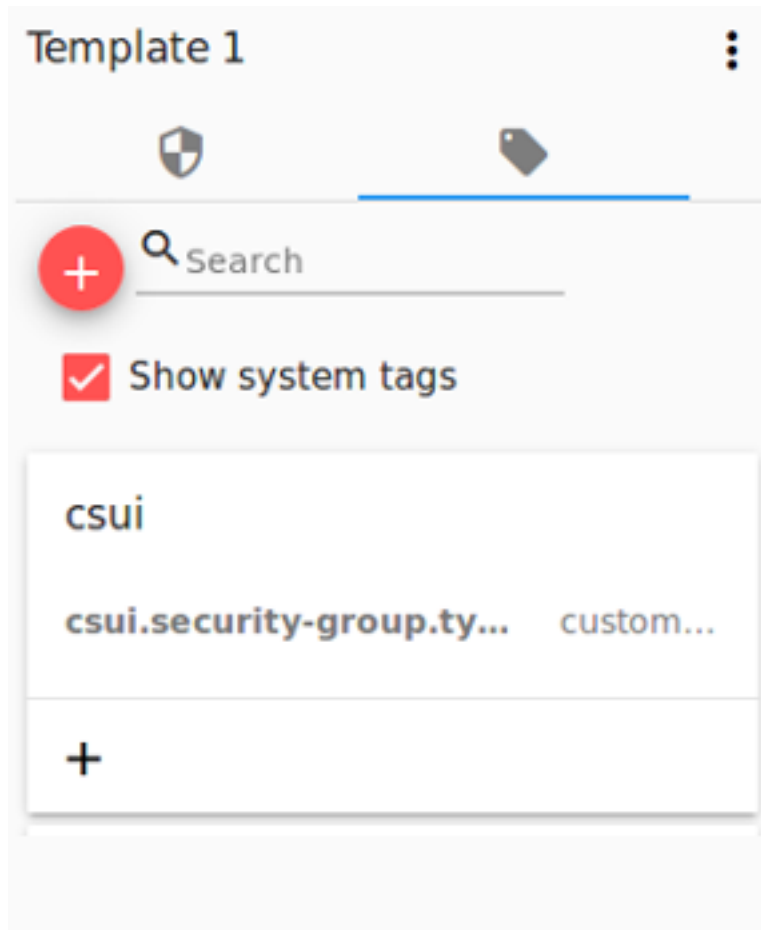 Template 1
Search
Show system tags
csui
csui.security-group.ty... custom...